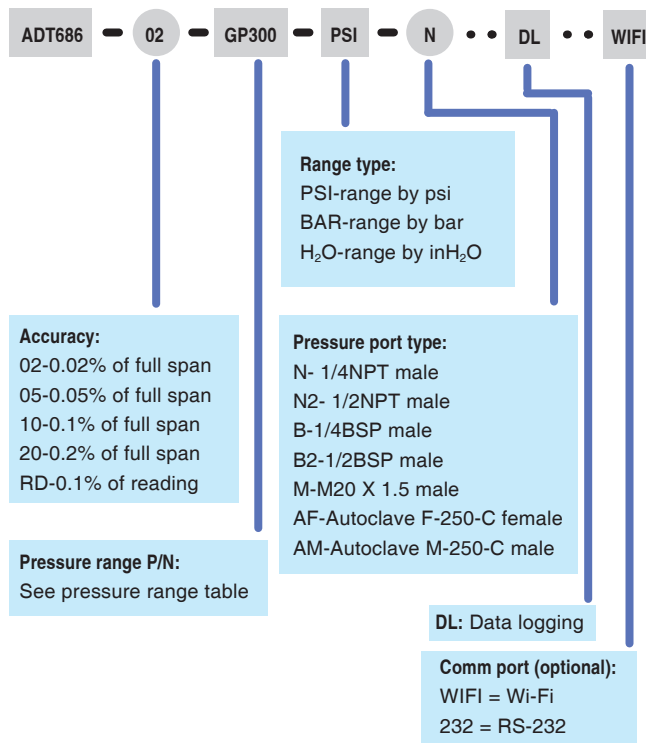 ADT686 - 02 - GP300 - PSI - N •• DL •• WIFI
Range type:
PSI-range by psi
BAR-range by bar
H₂O-range by inH₂O
Accuracy:
02-0.02% of full span
05-0.05% of full span
10-0.1% of full span
20-0.2% of full span
RD-0.1% of reading
Pressure port type:
N- 1/4NPT male
N2- 1/2NPT male
B-1/4BSP male
B2-1/2BSP male
M-M20 X 1.5 male
AF-Autoclave F-250-C female
AM-Autoclave M-250-C male
Pressure range P/N:
See pressure range table
DL: Data logging
Comm port (optional):
WIFI = Wi-Fi
232 = RS-232